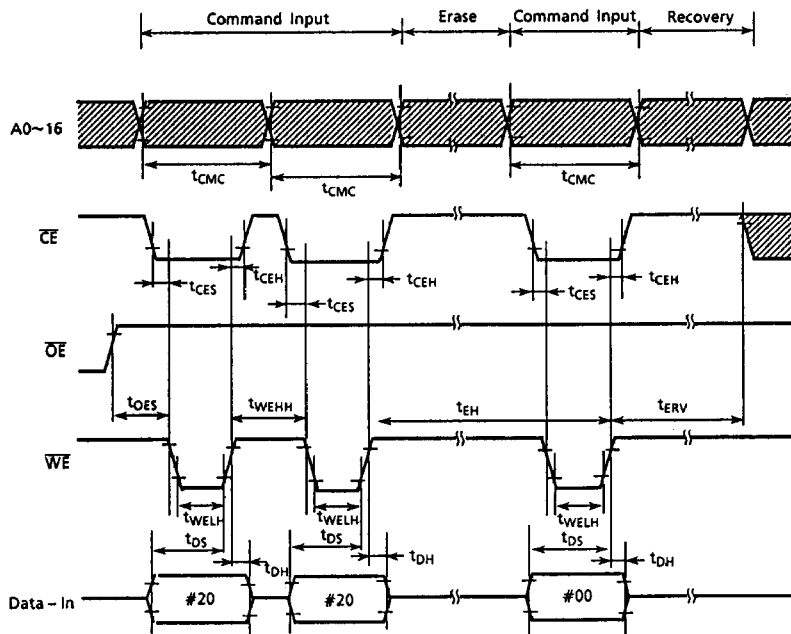 Command Input Erase Command Input Recovery
A0~16
tCMC tCMC tCMC
CE
tCES tCEH tCES tCEH tCES tCEH
OE
tOES tWEHH tEH tERV
WE
tWELH tWELH tWELH
tDS tDH tDS tDH tDS tDH
Data - In #20 #20 #00